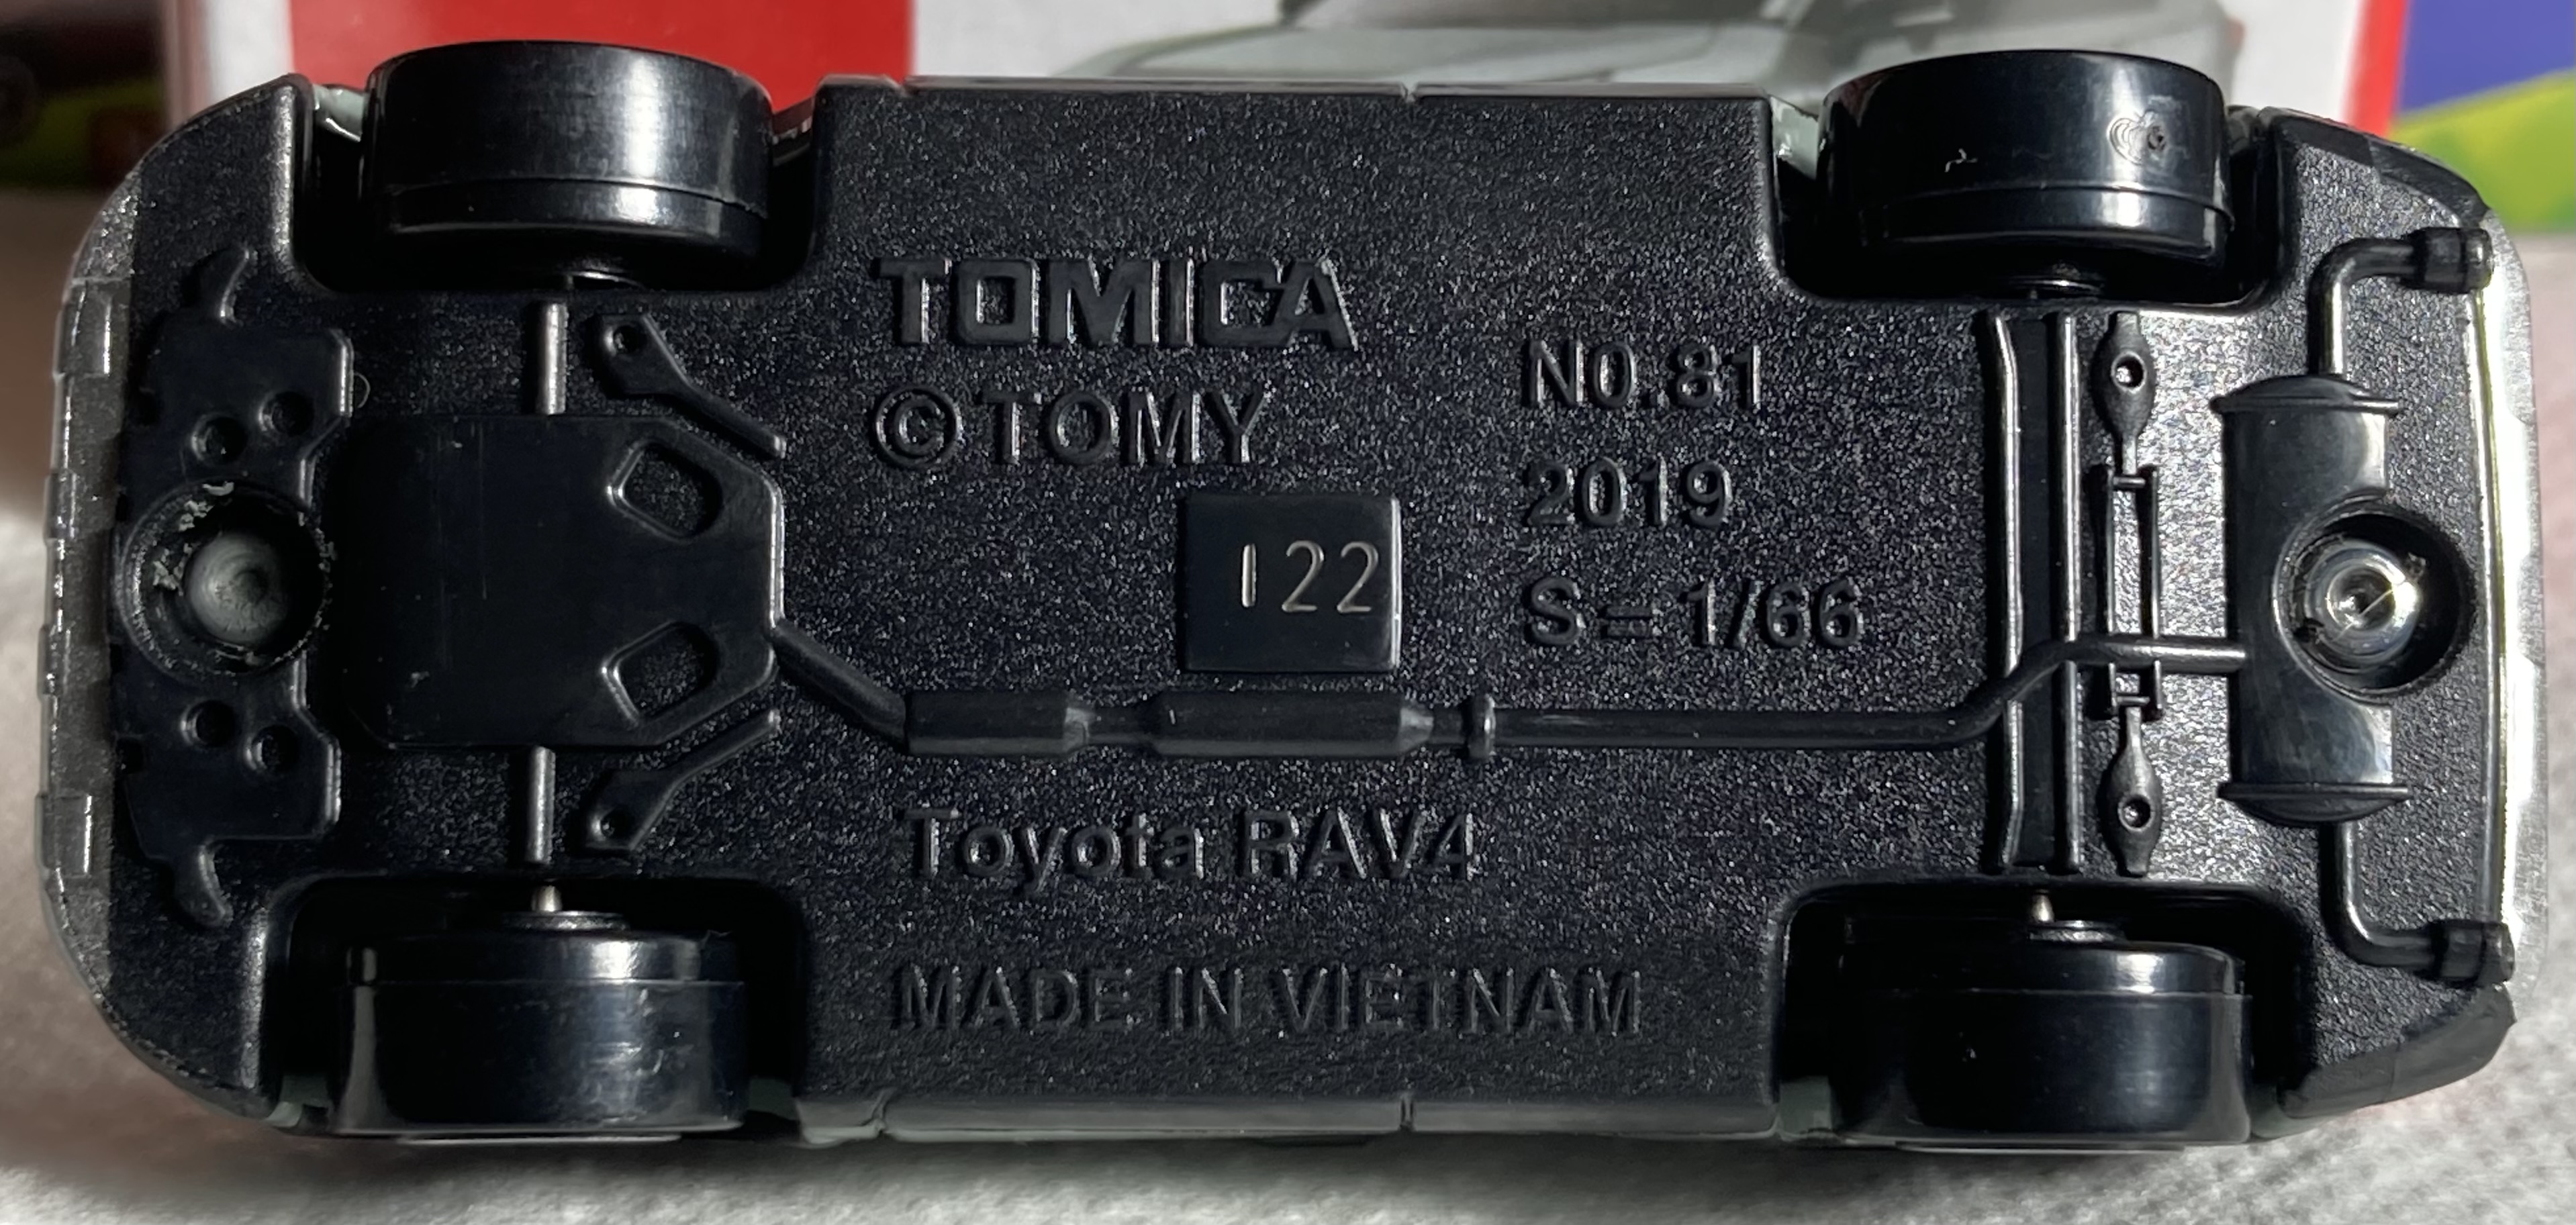 TOMICA
© TOMY
NO.81
2019
S = 1/66
122
Toyota RAV4
MADE IN VIETNAM